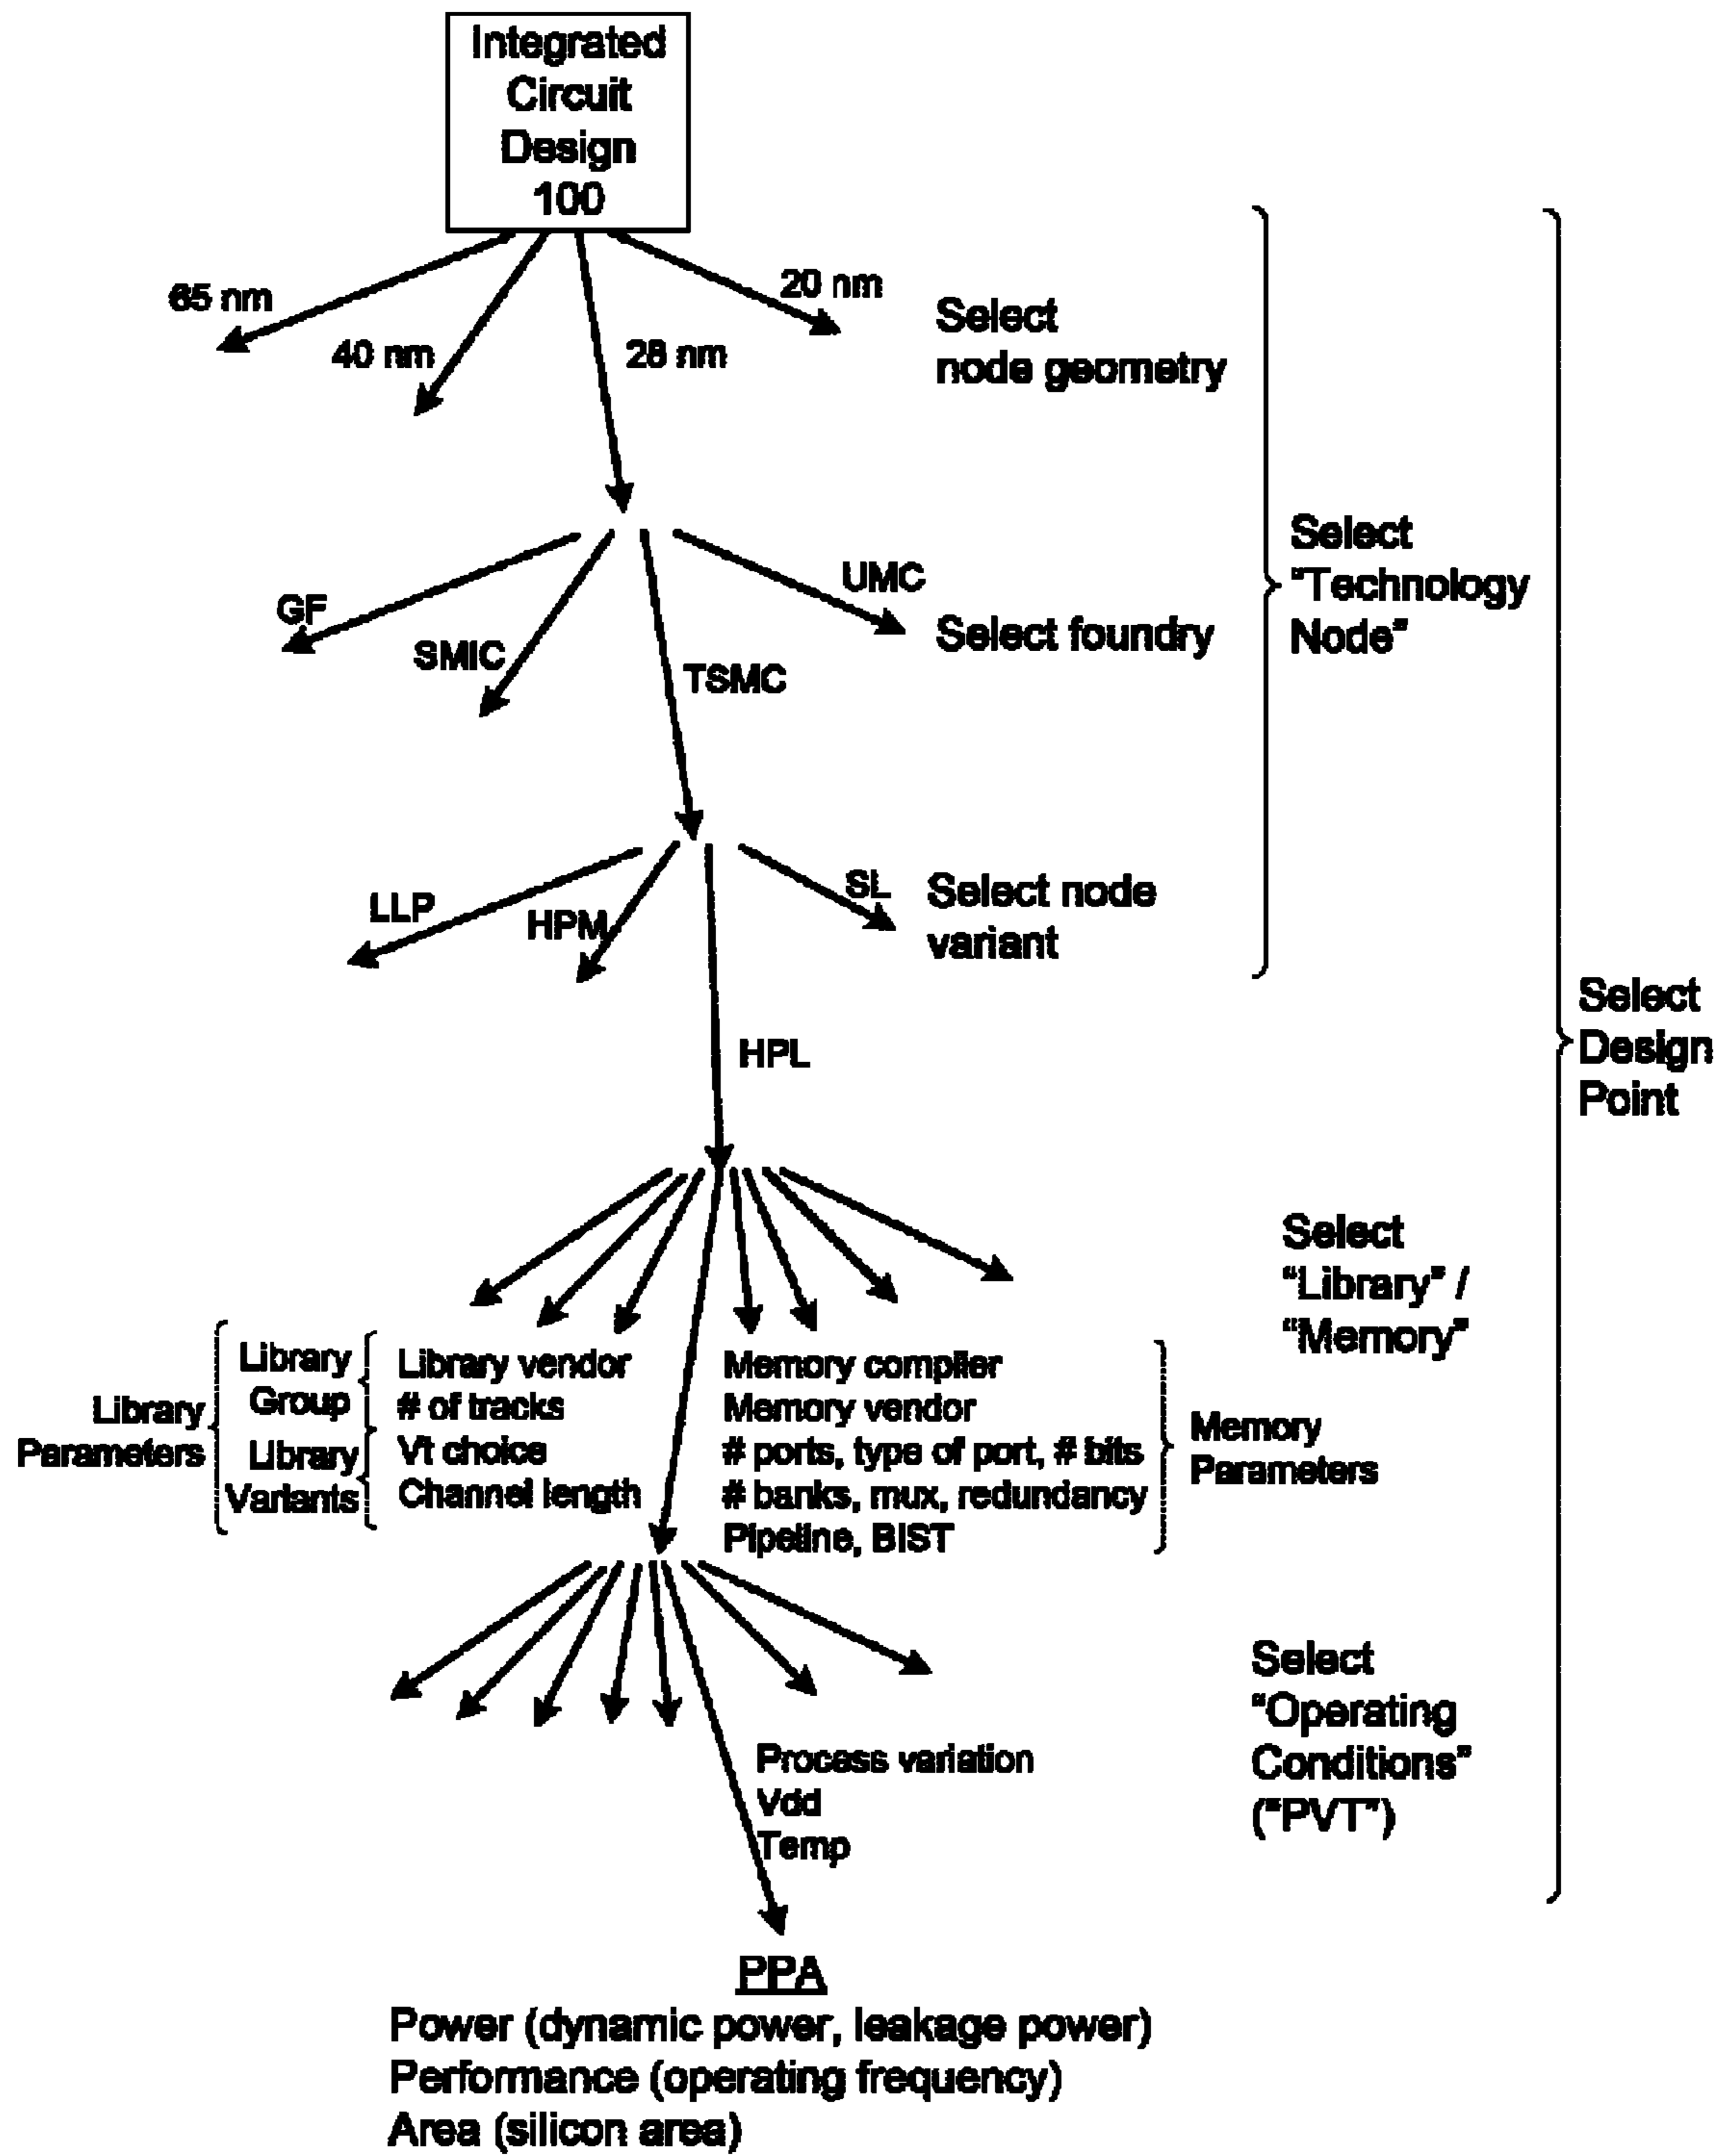 Integrated
Circuit
Design
100
65 nm
40 nm
28 nm
20 nm
Select
node geometry
GF
SMIC
TSMC
UMC
Select foundry
Select
"Technology
Node"
LLP
HPM
HPL
SL
Select node
variant
Select
Design
Point
Select
"Library" /
"Memory"
Library
Parameters
Library
Group
Library
Variants
Library vendor
# of tracks
Vt choice
Channel length
Memory compiler
Memory vendor
# ports, type of port, # bits
# banks, mux, redundancy
Pipeline, BIST
Memory
Parameters
Process variation
Vdd
Temp
Select
"Operating
Conditions"
("PVT")
PPA
Power (dynamic power, leakage power)
Performance (operating frequency)
Area (silicon area)